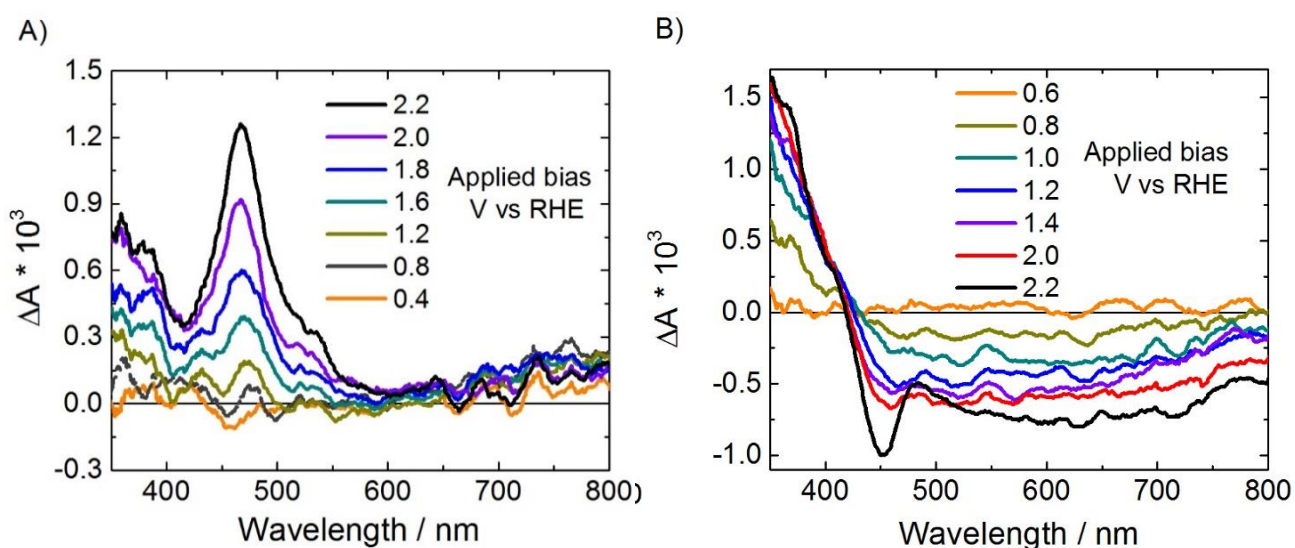 A)
1.5
1.2
0.9
0.6
0.3
0.0
-0.3
ΔA * 10³
2.2
2.0
1.8
1.6
1.2
0.8
0.4
Applied bias
V vs RHE
400 500 600 700 800
Wavelength / nm
B)
1.5
1.0
0.5
0.0
-0.5
-1.0
ΔA * 10³
0.6
0.8
1.0
1.2
1.4
2.0
2.2
Applied bias
V vs RHE
400 500 600 700 800
Wavelength / nm